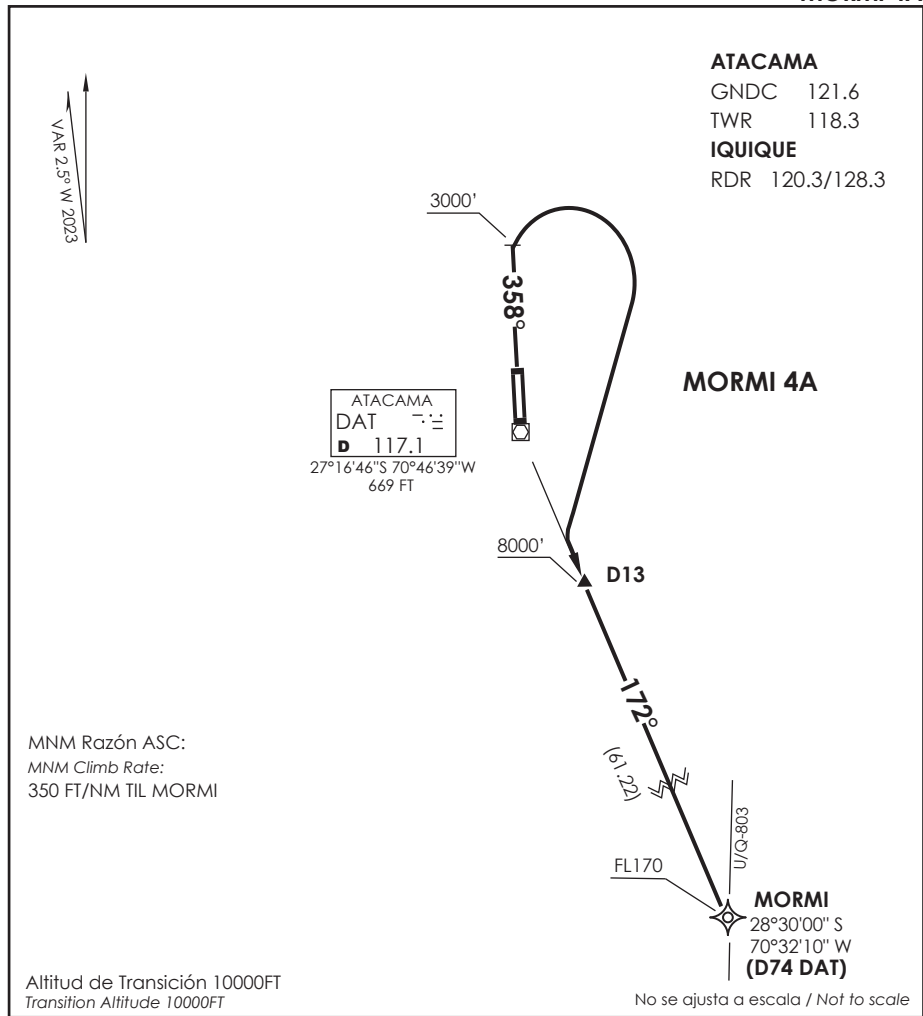 ATACAMA
GNDC 121.6
TWR 118.3
IQUIQUE
RDR 120.3/128.3
VAR 2.5° W 2023
3000'
358°
MORMI 4A
ATACAMA
DAT
D 117.1
27°16'46"S 70°46'39"W
669 FT
8000'
D13
172°
(61.22)
U/Q-803
FL170
MORMI
28°30'00" S
70°32'10" W
(D74 DAT)
MNM Razón ASC:
MNM Climb Rate:
350 FT/NM TIL MORMI
Altitud de Transición 10000FT
Transition Altitude 10000FT
No se ajusta a escala / Not to scale